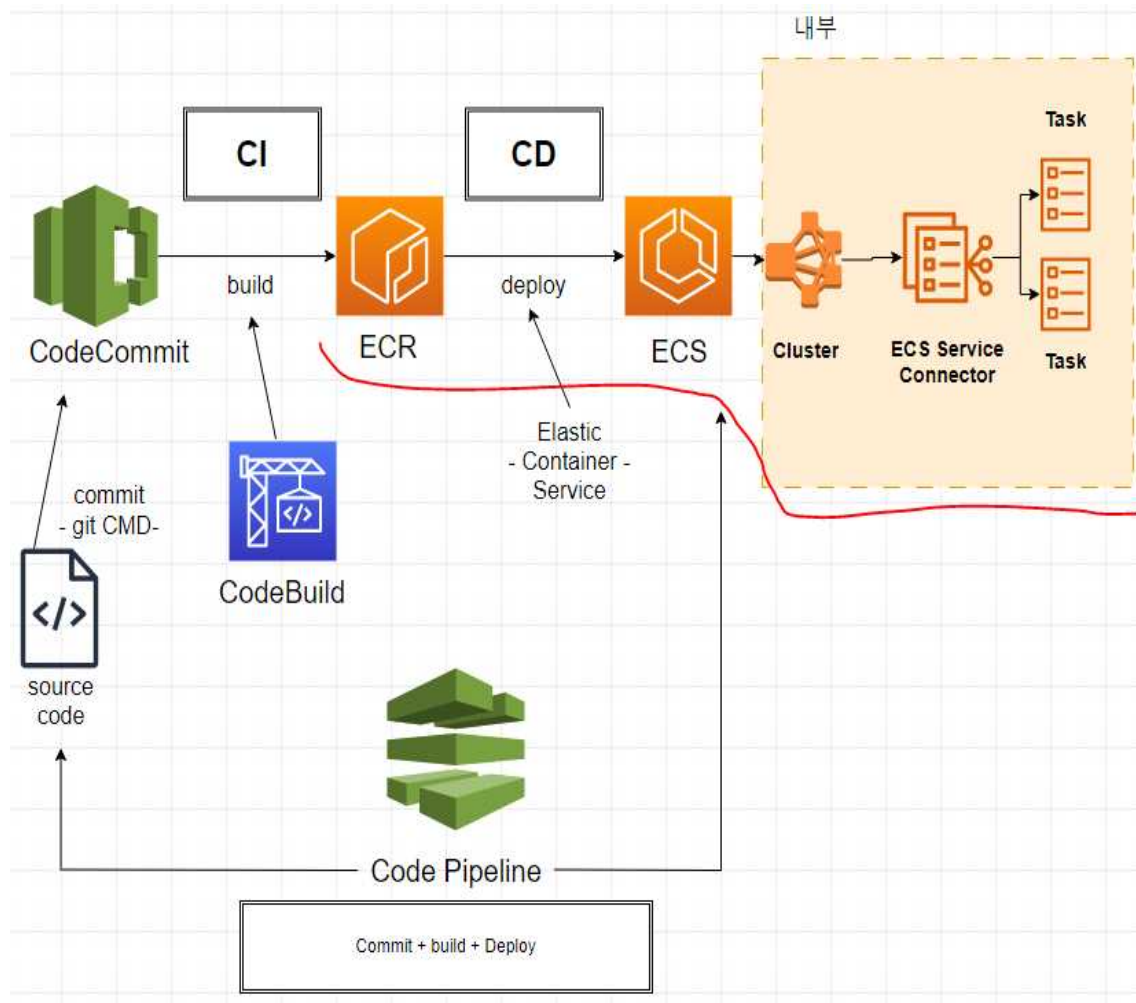 내부
CI
CD
Task
build
deploy
CodeCommit
ECR
ECS
Cluster
ECS Service
Connector
Task
Elastic
- Container -
Service
commit
- git CMD-
</>
CodeBuild
</>
source
code
Code Pipeline
Commit + build + Deploy